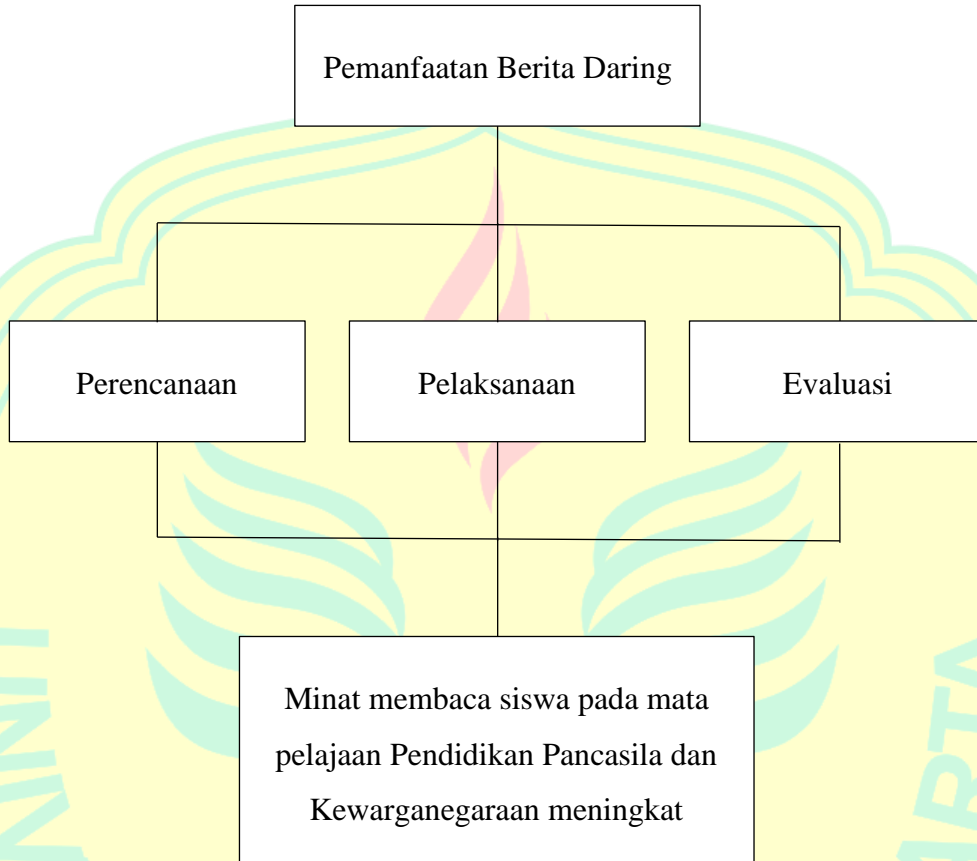 Pemanfaatan Berita Daring
Perencanaan
Pelaksanaan
Evaluasi
Minat membaca siswa pada mata
pelajaan Pendidikan Pancasila dan
Kewarganegaraan meningkat